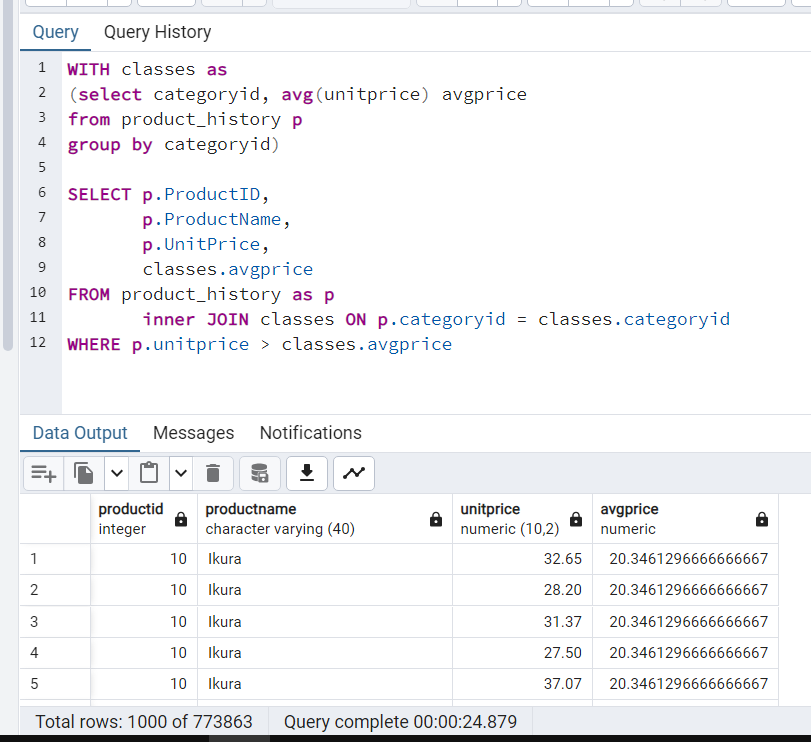 Query Query History
1 WITH classes as
2 (select categoryid, avg(unitprice) avgprice
3 from product_history p
4 group by categoryid)
5
6 SELECT p.ProductID,
7 p.ProductName,
8 p.UnitPrice,
9 classes.avgprice
10 FROM product_history as p
11 inner JOIN classes ON p.categoryid = classes.categoryid
12 WHERE p.unitprice > classes.avgprice
Data Output Messages Notifications
productid productname unitprice avgprice
integer character varying (40) numeric (10,2) numeric
1 10 Ikura 32.65 20.3461296666666667
2 10 Ikura 28.20 20.3461296666666667
3 10 Ikura 31.37 20.3461296666666667
4 10 Ikura 27.50 20.3461296666666667
5 10 Ikura 37.07 20.3461296666666667
Total rows: 1000 of 773863 Query complete 00:00:24.879